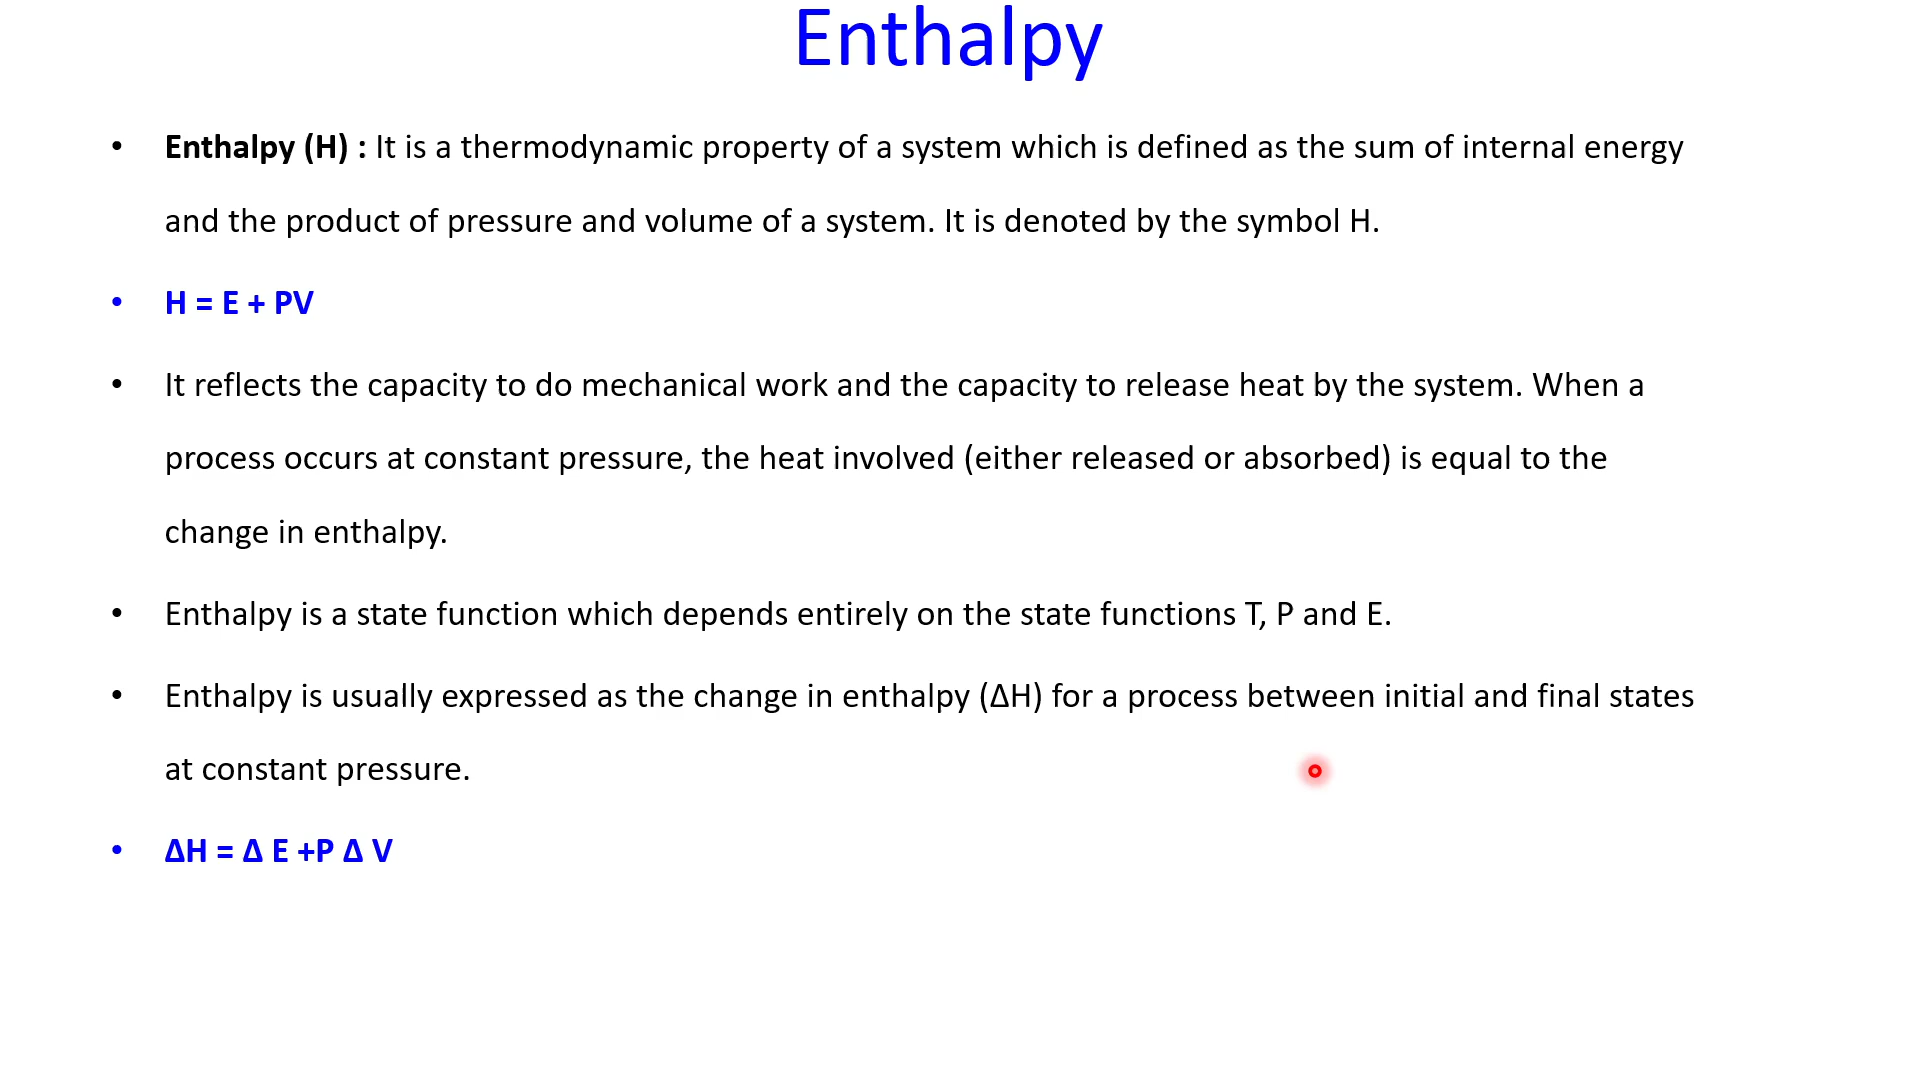 Enthalpy
• Enthalpy (H) : It is a thermodynamic property of a system which is defined as the sum of internal energy
and the product of pressure and volume of a system. It is denoted by the symbol H.
• H = E + PV
• It reflects the capacity to do mechanical work and the capacity to release heat by the system. When a
process occurs at constant pressure, the heat involved (either released or absorbed) is equal to the
change in enthalpy.
• Enthalpy is a state function which depends entirely on the state functions T, P and E.
• Enthalpy is usually expressed as the change in enthalpy (ΔH) for a process between initial and final states
at constant pressure.
• ΔH = Δ E +P Δ V